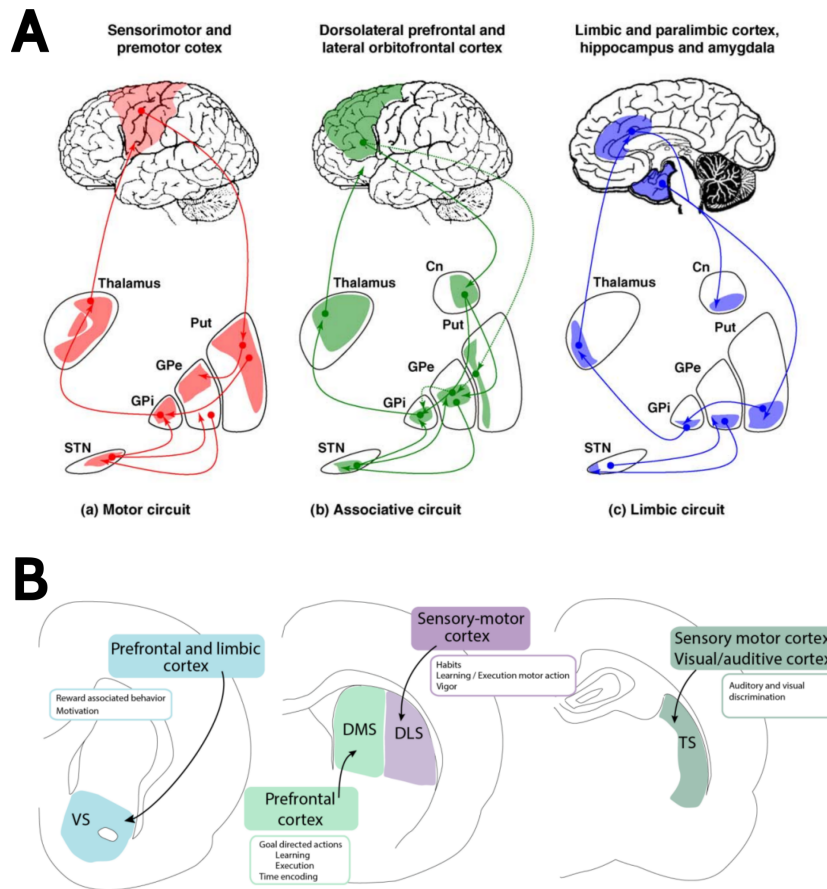 A
Sensorimotor and
premotor cotex
Dorsolateral prefrontal and
lateral orbitofrontal cortex
Limbic and paralimbic cortex,
hippocampus and amygdala
Thalamus
Put
GPe
GPi
STN
(a) Motor circuit
Thalamus
Cn
Put
GPe
GPi
STN
(b) Associative circuit
Thalamus
Cn
Put
GPe
GPi
STN
(c) Limbic circuit
B
Prefrontal and limbic
cortex
Reward associated behavior
Motivation
VS
Sensory-motor
cortex
Habits
Learning / Execution motor action
Vigor
DMS
DLS
Prefrontal
cortex
Goal directed actions
Learning
Execution
Time encoding
Sensory motor cortex
Visual/auditive cortex
Auditory and visual
discrimination
TS